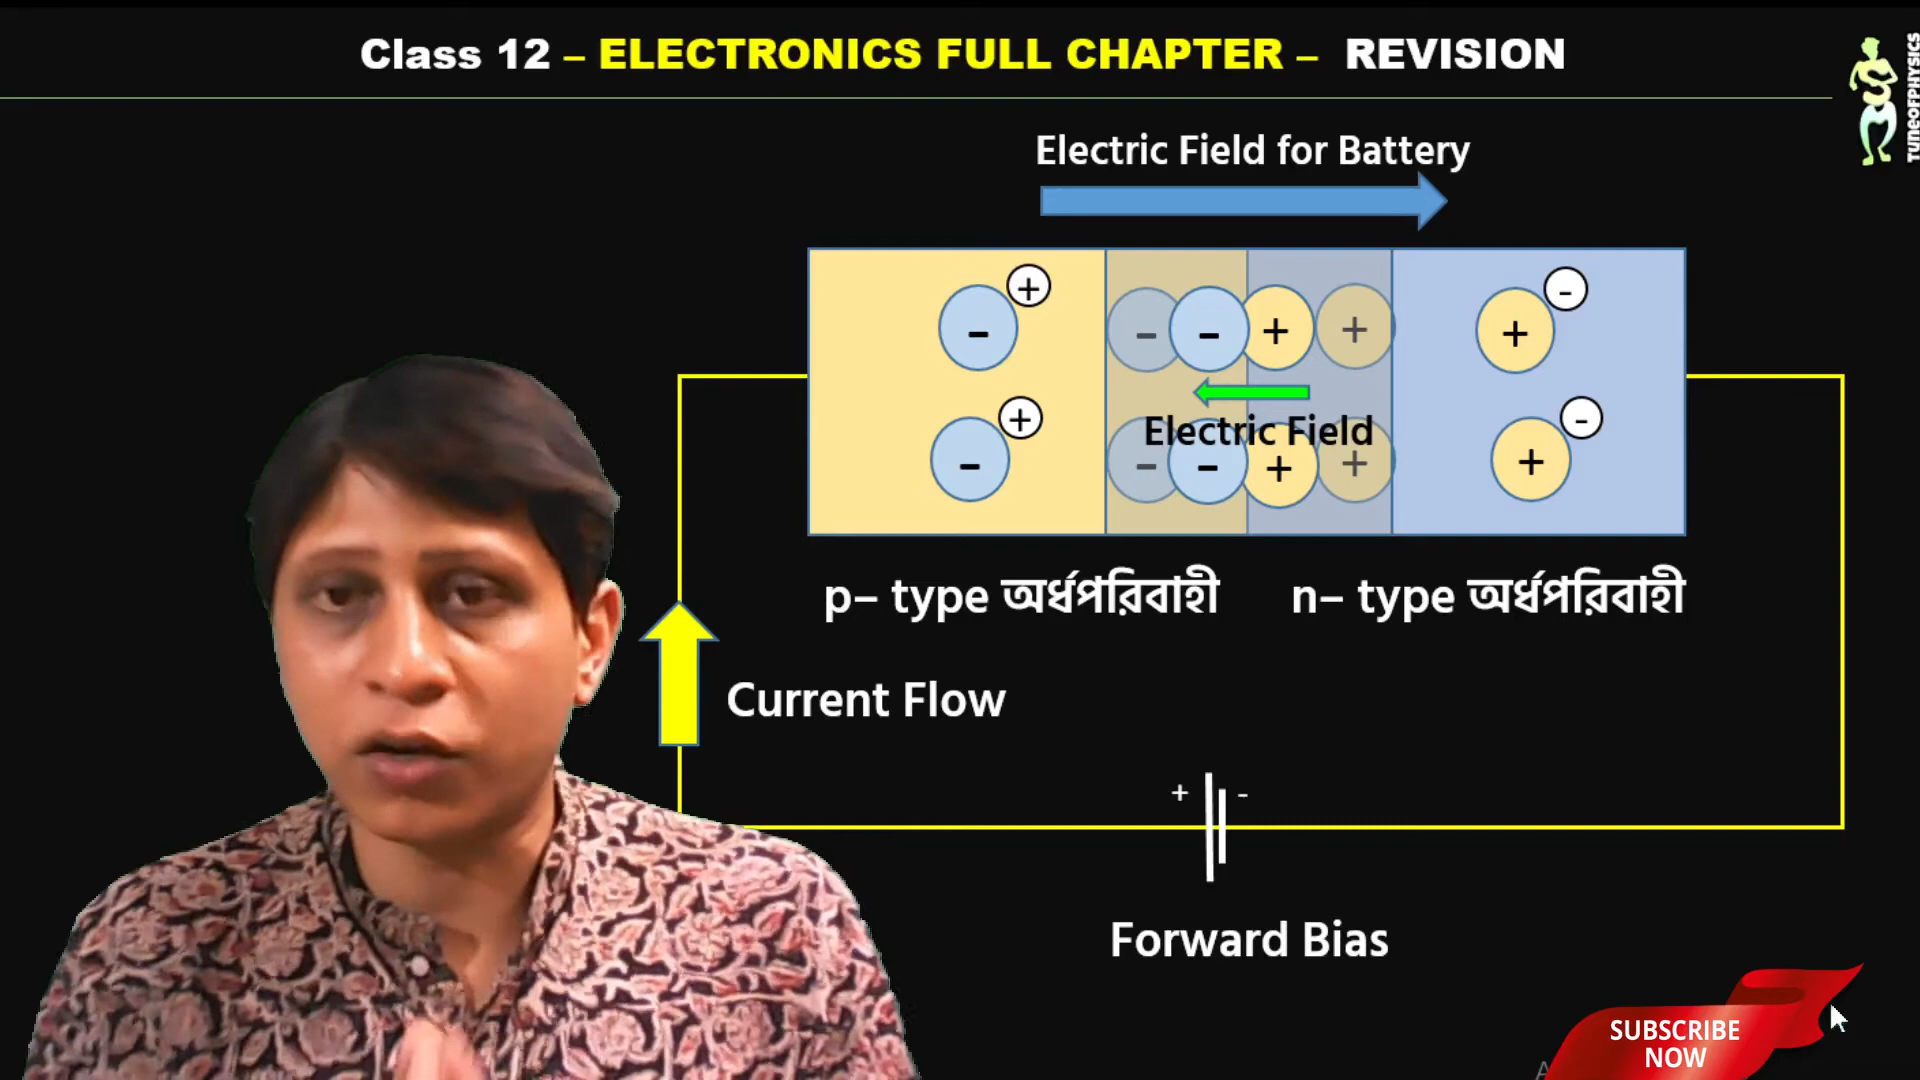 Class 12 – ELECTRONICS FULL CHAPTER – REVISION
TUNEOFPHYSICS
Electric Field for Battery
+ -
- - + + +
-
Electric Field
+ -
- - + + +
-
p– type অর্ধপরিবাহী n– type অর্ধপরিবাহী
Current Flow
+ -
Forward Bias
SUBSCRIBE
NOW